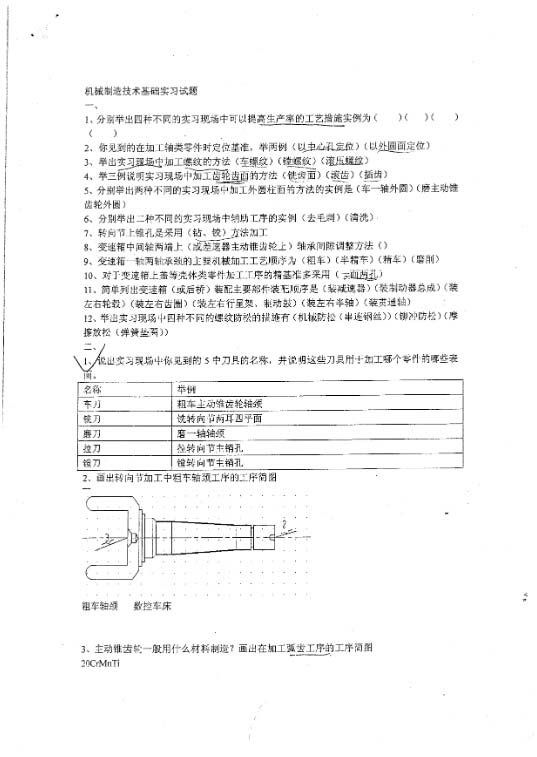 机械制造技术基础实习试题
一、
1、分别举出四种不同的实习现场中可以提高生产率的工艺措施实例为（ ）（ ）（ ）
（ ）
2、你见到的在加工轴类零件时定位基准，举两例（以中心孔定位）（以外圆面定位）
3、举出实习现场中加工螺纹的方法（车螺纹）（镗螺纹）（滚压螺纹）
4、举三例说明实习现场中加工齿轮齿面的方法（铣齿面）（滚齿）（插齿）
5、分别举出两种不同的实习现场中加工外圆柱面的方法的实例是（车一轴外圆）（磨主动锥
齿轮外圆）
6、分别举出二种不同的实习现场中辅助工序的实例（去毛刺）（清洗）
7、转向节上锥孔是采用（钻、铰）方法加工
8、变速箱中间轴两端上（或差速器主动锥齿轮上）轴承间隙调整方法（）
9、变速箱一轴两轴承颈的主要机械加工工艺顺序为（粗车）（半精车）（精车）（磨削）
10、对于变速箱上盖等壳体类零件加工工序的精基准多采用（一面两孔）
11、简单列出变速箱（或后桥）装配主要部件装配顺序是（装减速器）（装制动器总成）（装
左右轮毂）（装左右齿圈）（装左右行星架、制动鼓）（装左右半轴）（装贯通轴）
12、举出实习现场中四种不同的螺纹防松的措施有（机械防松（串连钢丝））（铆冲防松）（摩
擦放松（弹簧垫圈））
二、
1、说出实习现场中你见到的 5 中刀具的名称，并说明这些刀具用于加工哪个零件的哪些表
面。
名称 举例
车刀 粗车主动锥齿轮轴颈
铣刀 铣转向节两耳四平面
磨刀 磨一轴轴颈
拉刀 拉转向节主销孔
镗刀 镗转向节主销孔
2、画出转向节加工中粗车轴颈工序的工序简图
3 2
粗车轴颈 数控车床
3、主动锥齿轮一般用什么材料制造？画出在加工弧齿工序的工序简图
20CrMnTi